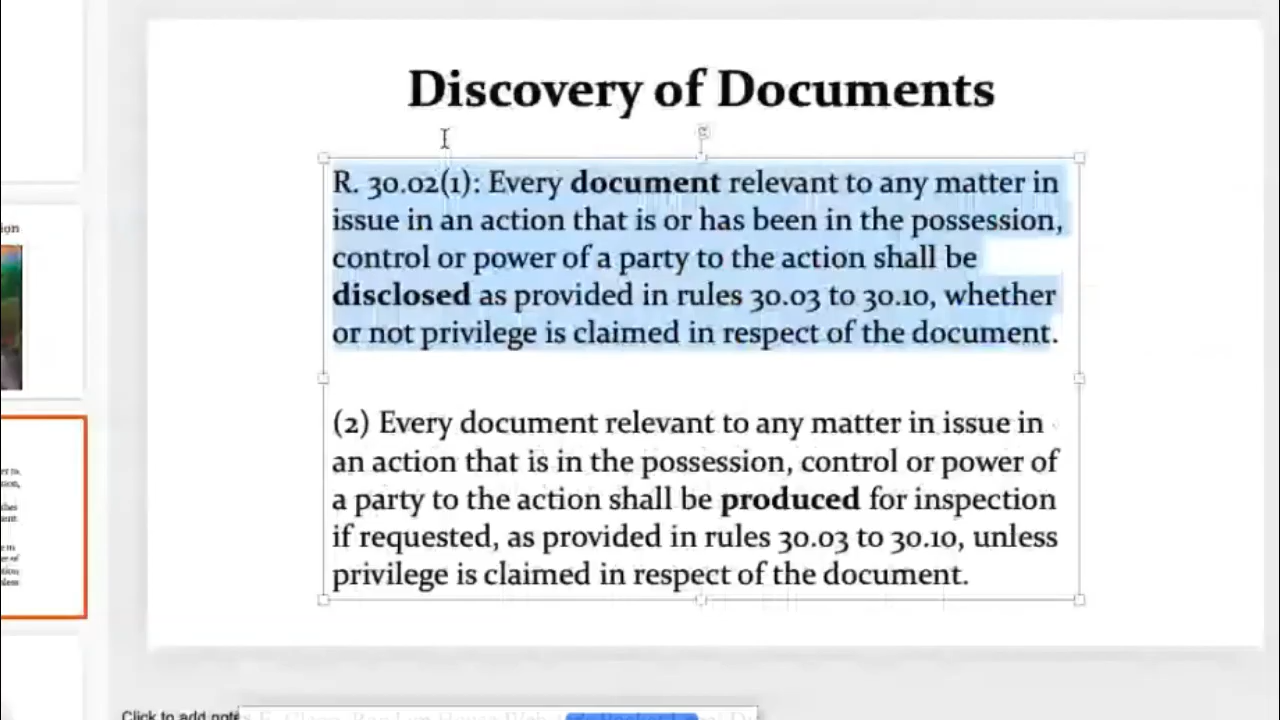 Discovery of Documents
R. 30.02(1): Every document relevant to any matter in
issue in an action that is or has been in the possession,
control or power of a party to the action shall be
disclosed as provided in rules 30.03 to 30.10, whether
or not privilege is claimed in respect of the document.
(2) Every document relevant to any matter in issue in
an action that is in the possession, control or power of
a party to the action shall be produced for inspection
if requested, as provided in rules 30.03 to 30.10, unless
privilege is claimed in respect of the document.
Click to add